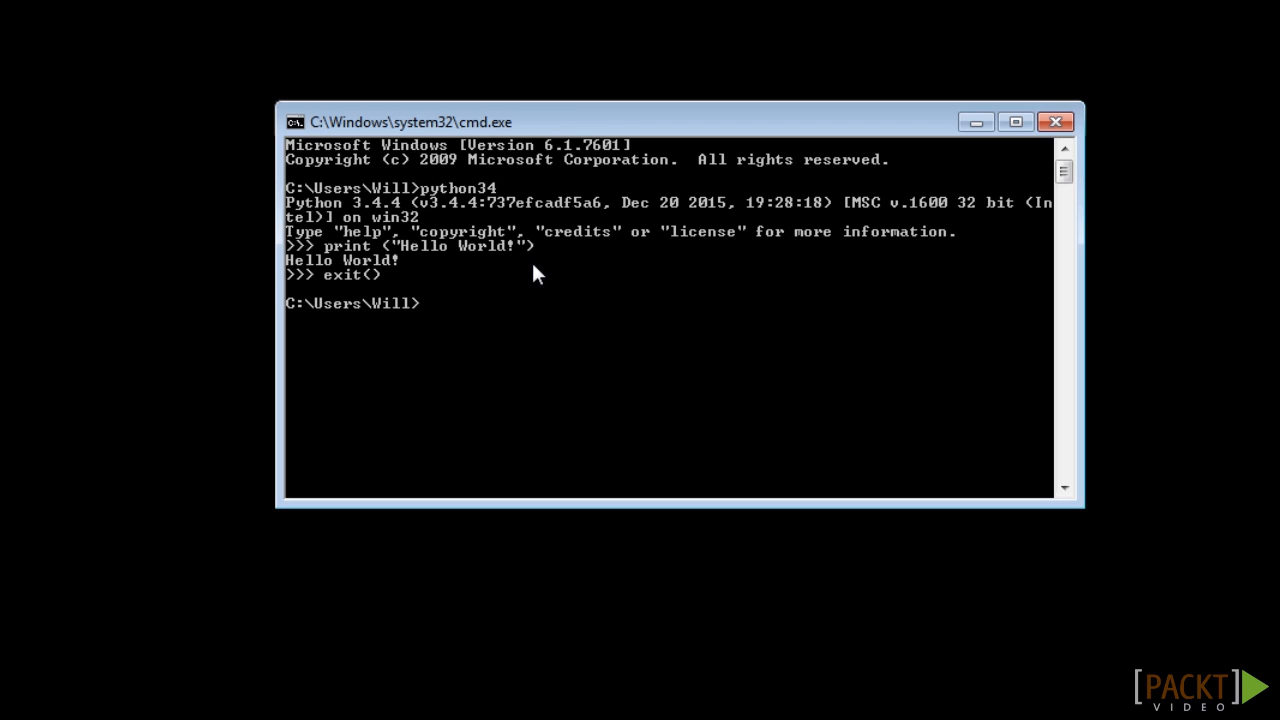 C:\Windows\system32\cmd.exe
Microsoft Windows [Version 6.1.7601]
Copyright (c) 2009 Microsoft Corporation.  All rights reserved.
C:\Users\Will>python34
Python 3.4.4 (v3.4.4:737efcadf5a6, Dec 20 2015, 19:28:18) [MSC v.1600 32 bit (In
tel)] on win32
Type "help", "copyright", "credits" or "license" for more information.
>>> print ("Hello World!")
Hello World!
>>> exit()
C:\Users\Will>
[PACKT]
VIDEO